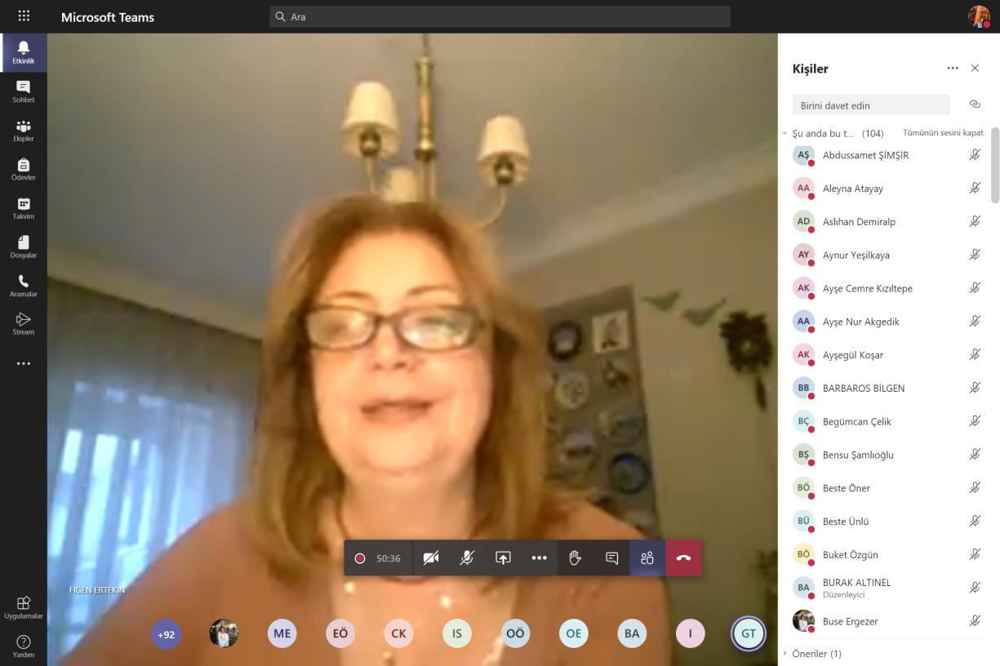 Microsoft Teams
Ara
Etkinlik
Sohbet
Ekipler
Ödevler
Takvim
Dosyalar
Aramalar
Stream
Uygulamalar
Yardım
50:36
FIGEN ERTEKIN
+92
ME
EÖ
CK
IS
OÖ
OE
BA
I
GT
Kişiler
Birini davet edin
Şu anda bu t... (104) Tümünün sesini kapat
AŞ Abdussamet ŞİMŞİR
AA Aleyna Atayay
AD Aslıhan Demiralp
AY Aynur Yeşilkaya
AK Ayşe Cemre Kızıltepe
AA Ayşe Nur Akgedik
AK Ayşegül Koşar
BB BARBAROS BİLGEN
BÇ Begümcan Çelik
BŞ Bensu Şamlıoğlu
BÖ Beste Öner
BÜ Beste Ünlü
BÖ Buket Özgün
BA BURAK ALTINEL
Düzenleyici
Buse Ergezer
Öneriler (1)